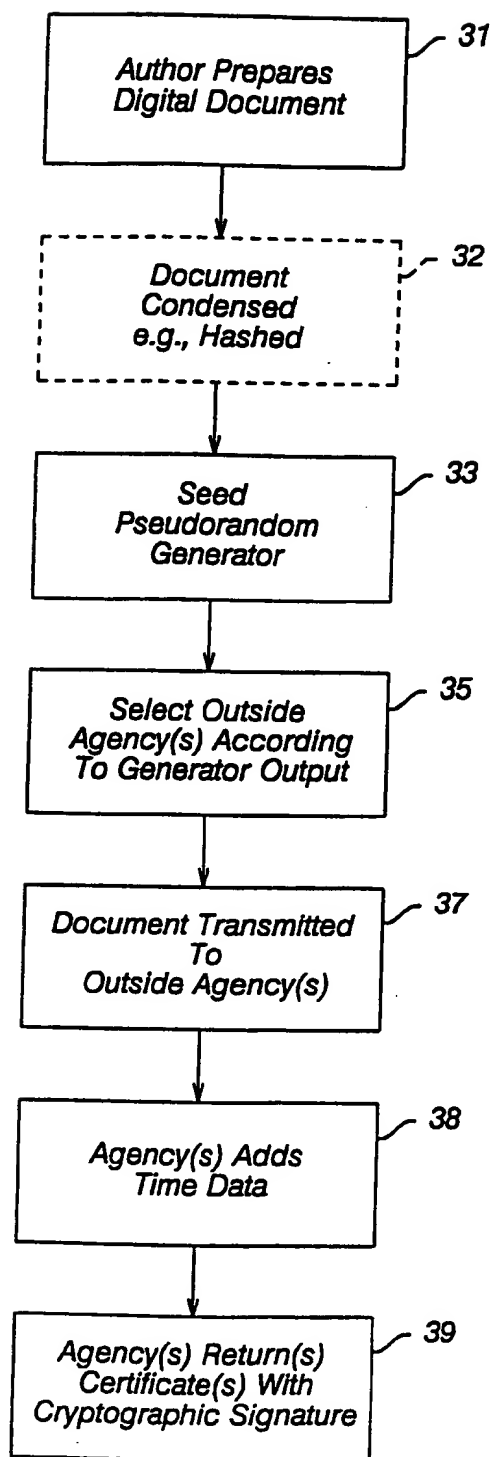 31
Author Prepares
Digital Document
32
Document
Condensed
e.g., Hashed
33
Seed
Pseudorandom
Generator
35
Select Outside
Agency(s) According
To Generator Output
37
Document Transmitted
To
Outside Agency(s)
38
Agency(s) Adds
Time Data
39
Agency(s) Return(s)
Certificate(s) With
Cryptographic Signature